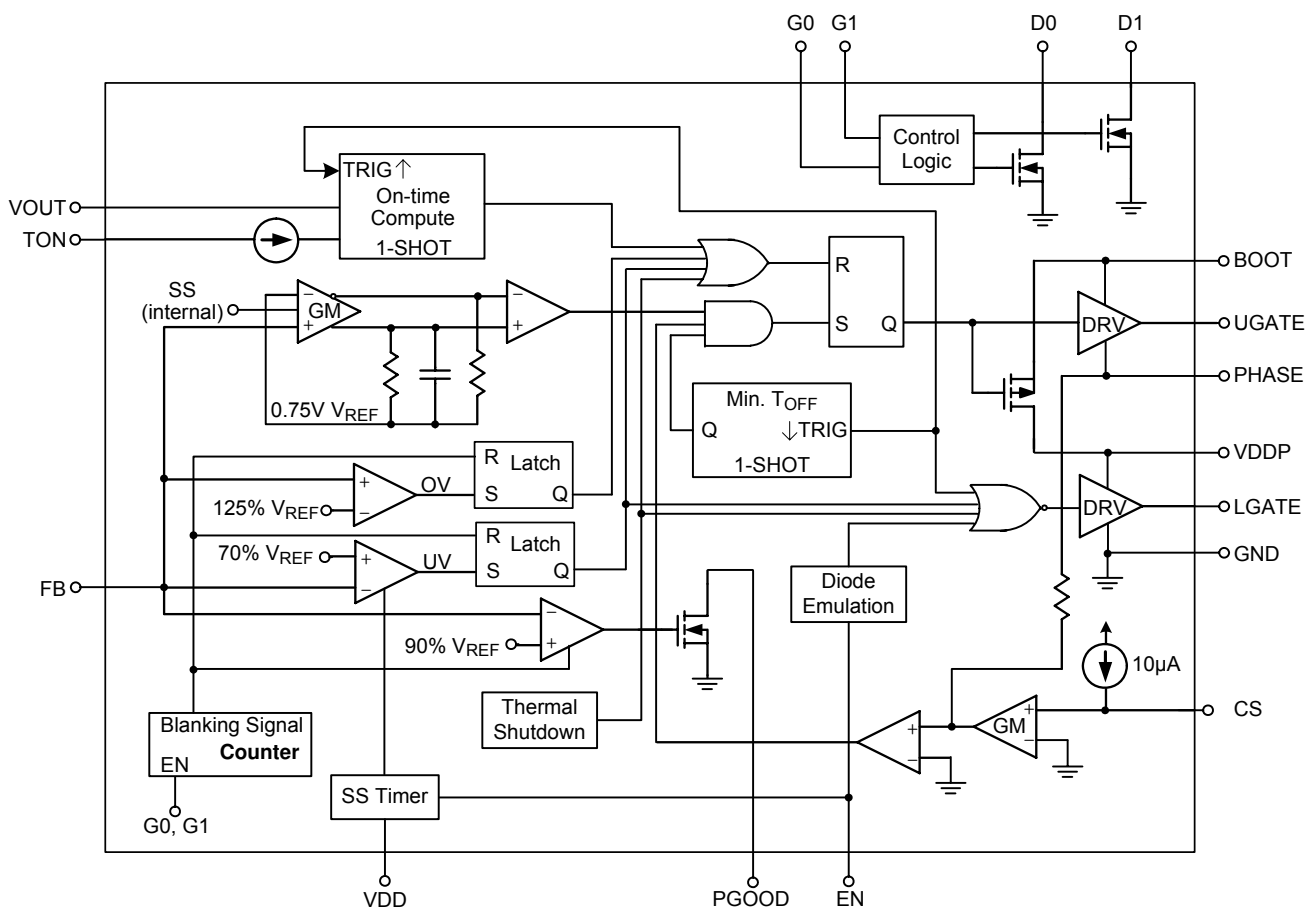 G0 G1 D0 D1
Control
Logic
TRIG↑
On-time
Compute
1-SHOT
VOUT
TON
R
S Q
BOOT
DRV
UGATE
PHASE
SS
(internal)
−
GM
+
−
+
0.75V VREF
Min. TOFF
Q ↓TRIG
1-SHOT
VDDP
DRV
LGATE
GND
R Latch
S Q
+
−
OV
125% VREF
R Latch
S Q
70% VREF
+
−
UV
FB
Diode
Emulation
−
+
90% VREF
10µA
CS
Thermal
Shutdown
+
−
GM
+
−
Blanking Signal
Counter
EN
G0, G1
SS Timer
VDD PGOOD EN